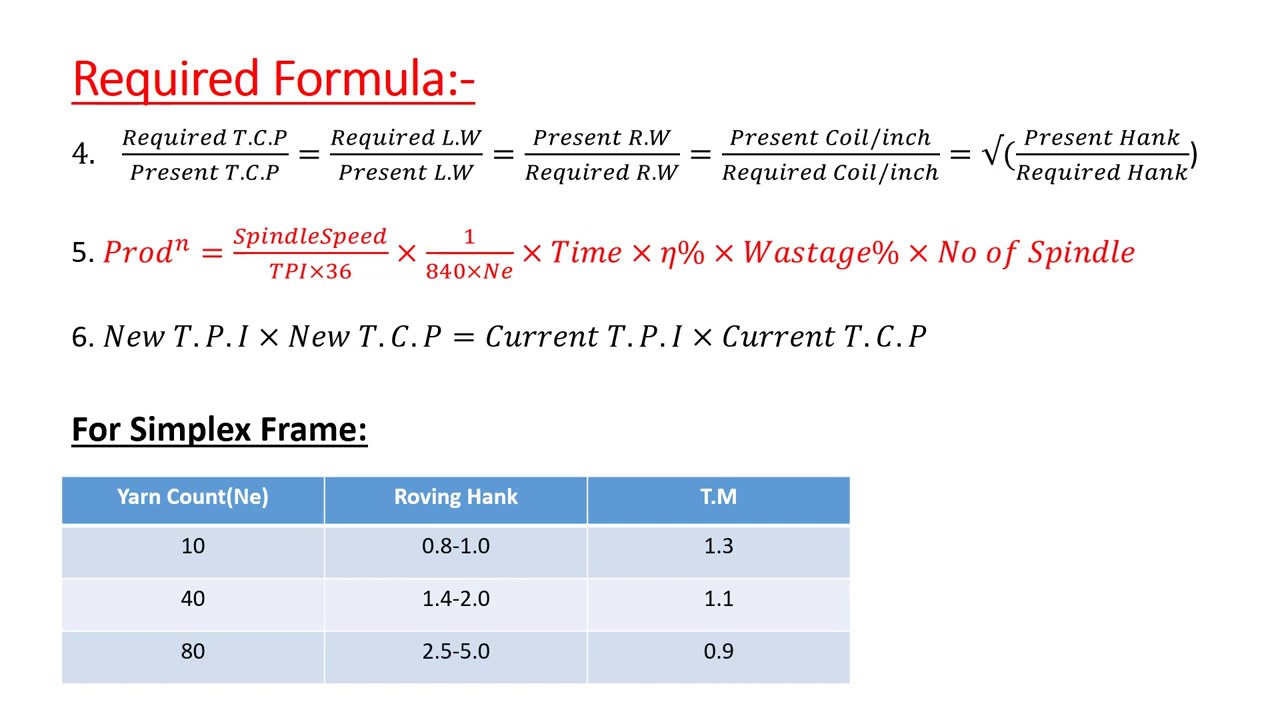 Required Formula:-
4. Required T.C.P / Present T.C.P = Required L.W / Present L.W = Present R.W / Required R.W = Present Coil/inch / Required Coil/inch = √(Present Hank / Required Hank)
5. Prodⁿ = SpindleSpeed / TPI×36 × 1 / 840×Ne × Time × η% × Wastage% × No of Spindle
6. New T.P.I × New T.C.P = Current T.P.I × Current T.C.P
For Simplex Frame:
Yarn Count(Ne) Roving Hank T.M
10 0.8-1.0 1.3
40 1.4-2.0 1.1
80 2.5-5.0 0.9